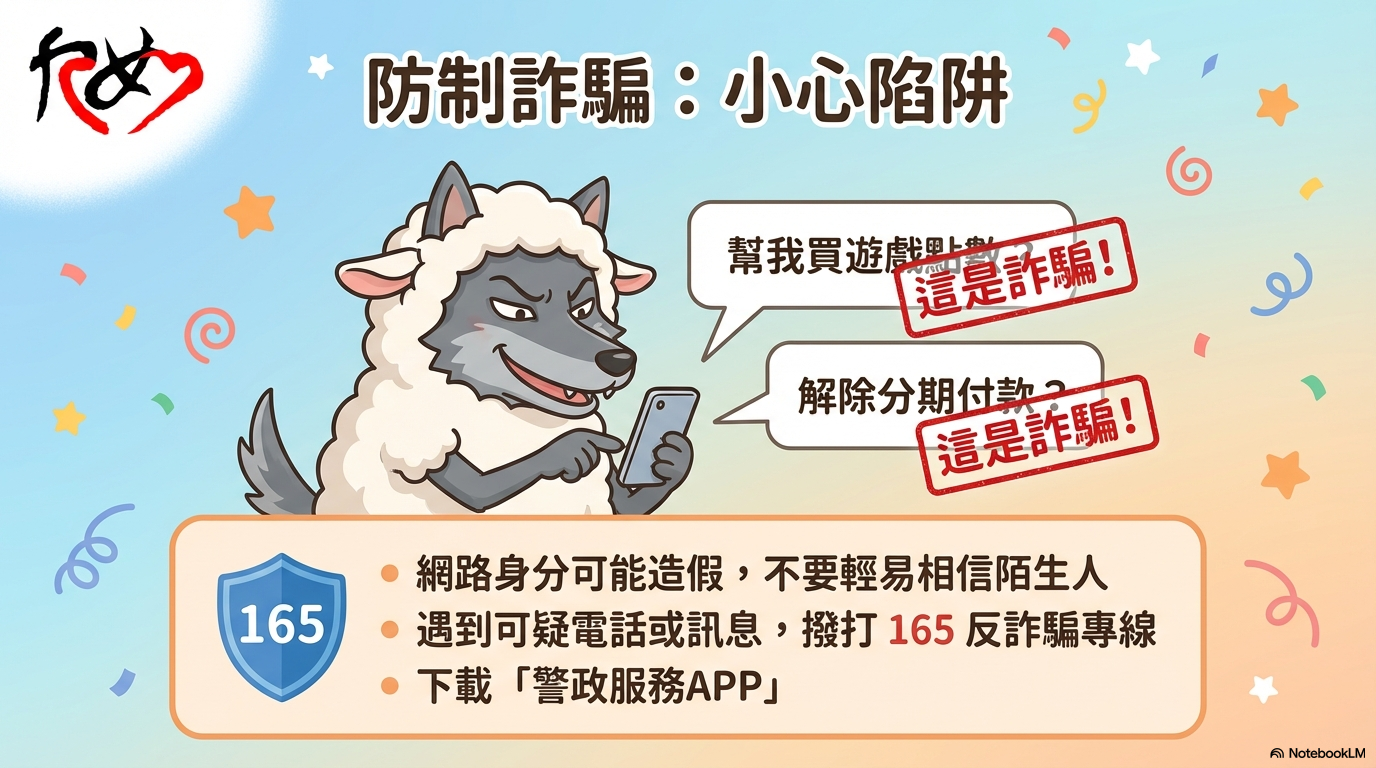 防制詐騙：小心陷阱
幫我買遊戲點數？
這是詐騙！
解除分期付款？
這是詐騙！
165
網路身分可能造假，不要輕易相信陌生人
遇到可疑電話或訊息，撥打 165 反詐騙專線
下載「警政服務APP」
NotebookLM